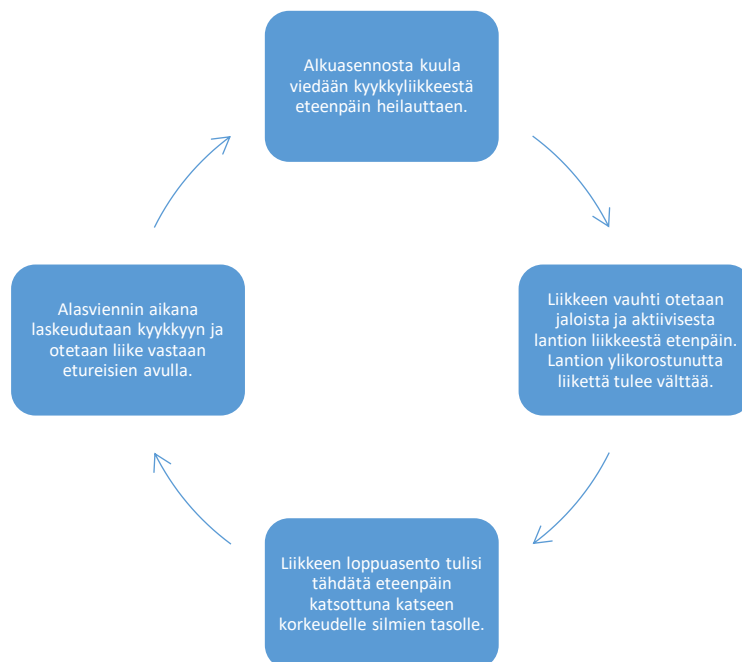 Alkuasennosta kuula
viedään kyykkyliikkeestä
eteenpäin heilauttaen.
Liikkeen vauhti otetaan
jaloista ja aktiivisesta
lantion liikkeestä etenpäin.
Lantion ylikorostunutta
liikettä tulee välttää.
Liikkeen loppuasento tulisi
tähdätä eteenpäin
katsottuna katseen
korkeudelle silmien tasolle.
Alasviennin aikana
laskeudutaan kyykkyyn ja
otetaan liike vastaan
etureisien avulla.